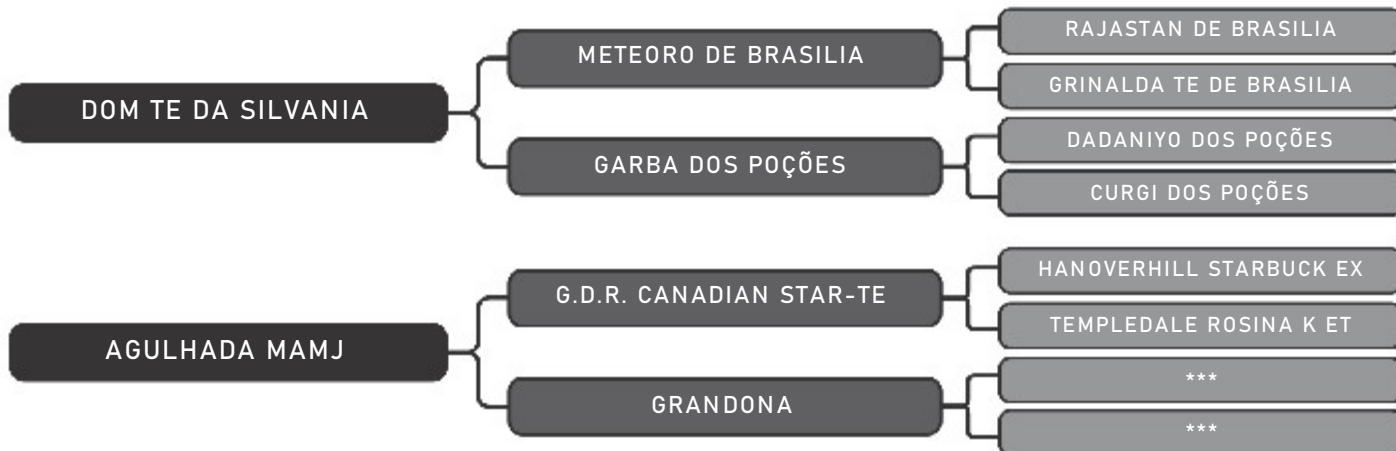 DOM TE DA SILVANIA
METEORO DE BRASILIA
RAJASTAN DE BRASILIA
GRINALDA TE DE BRASILIA
GARBA DOS POÇÕES
DADANIYO DOS POÇÕES
CURGI DOS POÇÕES
AGULHADA MAMJ
G.D.R. CANADIAN STAR-TE
HANOVERHILL STARBUCK EX
TEMPLEDALE ROSINA K ET
GRANDONA
***
***